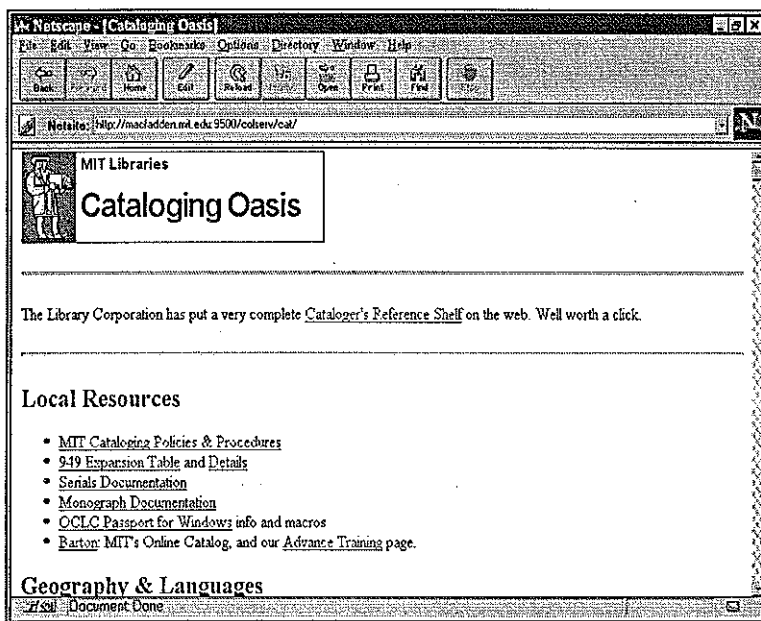 Netscape - [Cataloging Oasis]
File Edit View Go Bookmarks Options Directory Window Help
Back Forward Home Edit Reload Open Print Find
Netsite: http://macfadden.mit.edu:9500/colserv/cat/
N
MIT Libraries
Cataloging Oasis
The Library Corporation has put a very complete Cataloger's Reference Shelf on the web. Well worth a click.
Local Resources
• MIT Cataloging Policies & Procedures
• 949 Expansion Table and Details
• Serials Documentation
• Monograph Documentation
• OCLC Passport for Windows info and macros
• Barton: MIT's Online Catalog, and our Advance Training page.
Geography & Languages
Document Done